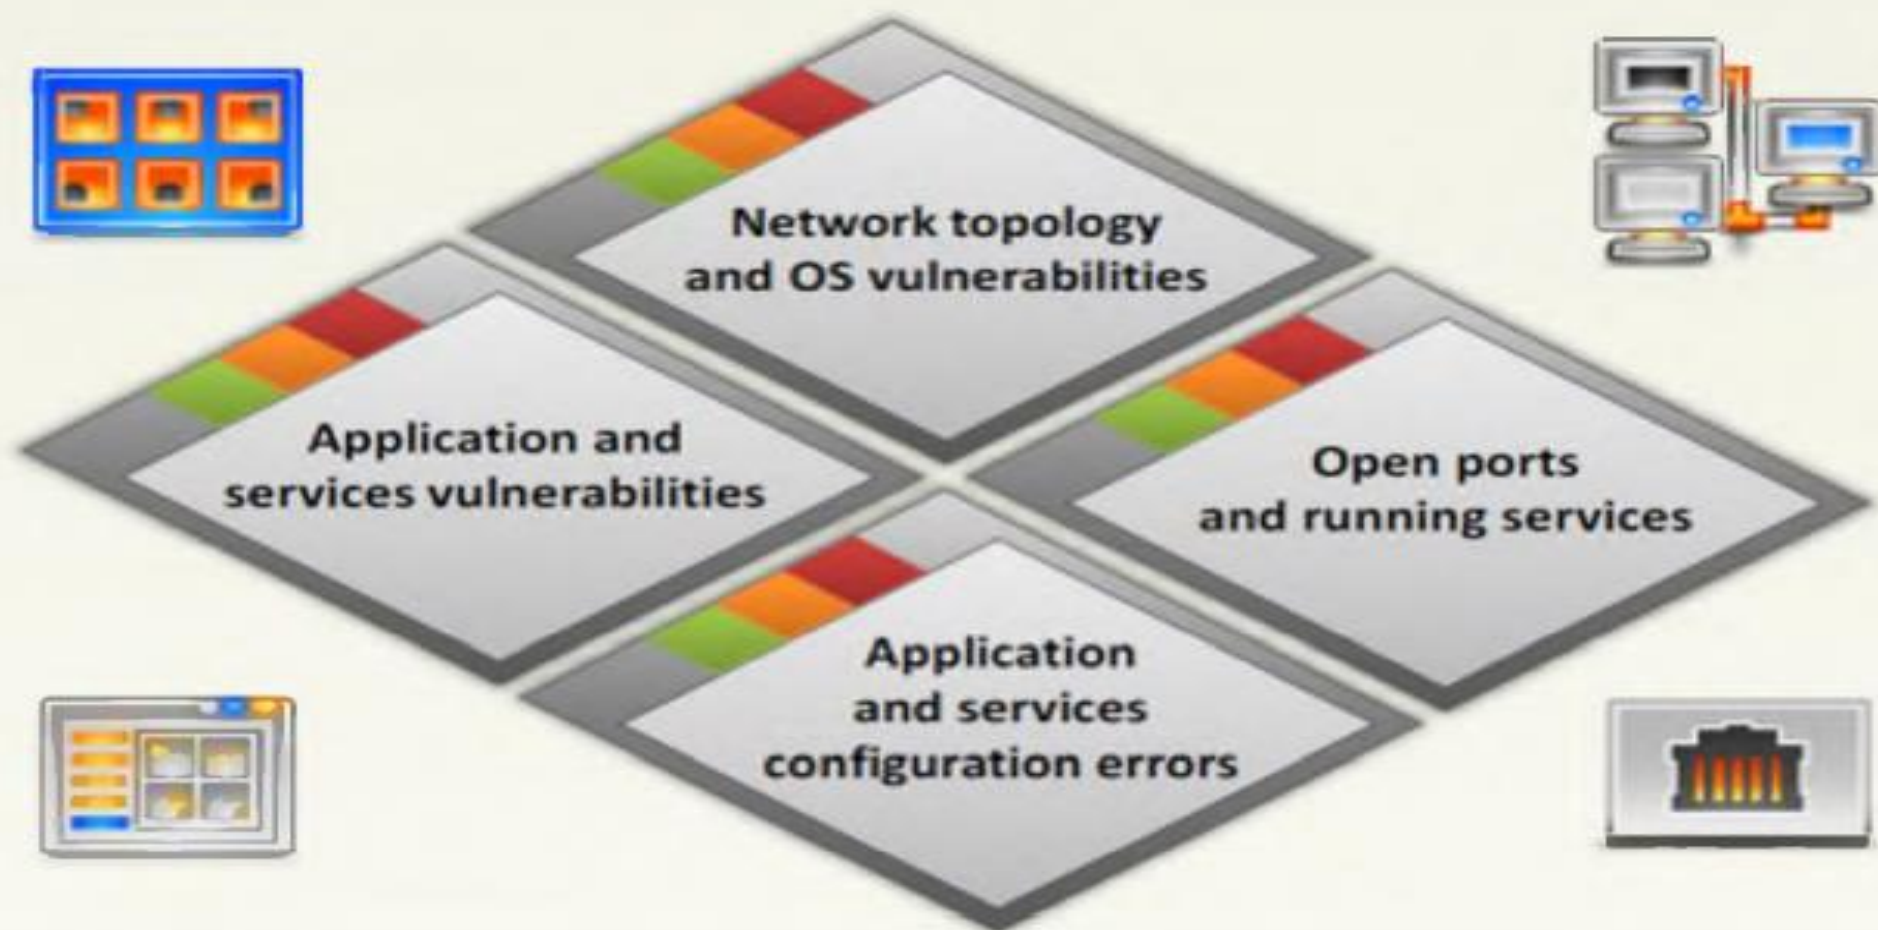 Network topology
and OS vulnerabilities
Application and
services vulnerabilities
Open ports
and running services
Application
and services
configuration errors